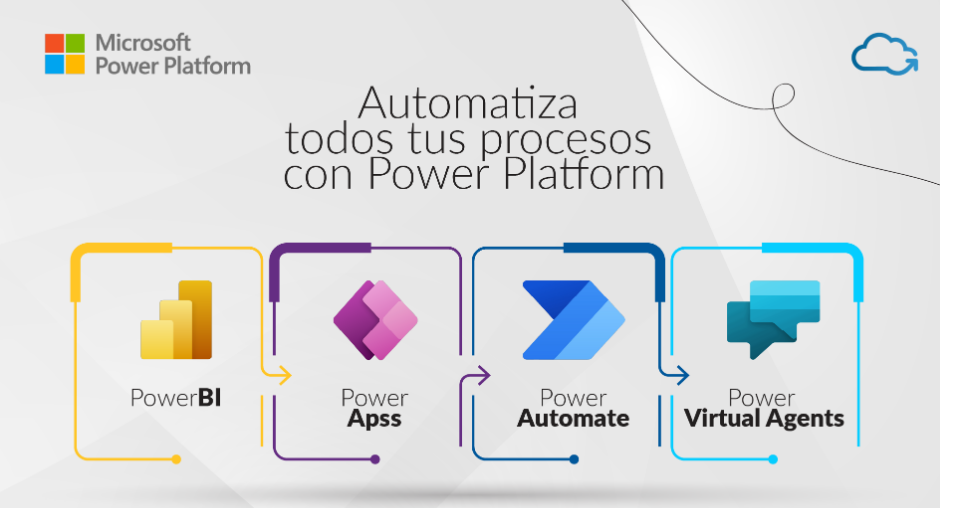 Microsoft
Power Platform
Automatiza
todos tus procesos
con Power Platform
PowerBI
Power
Apss
Power
Automate
Power
Virtual Agents